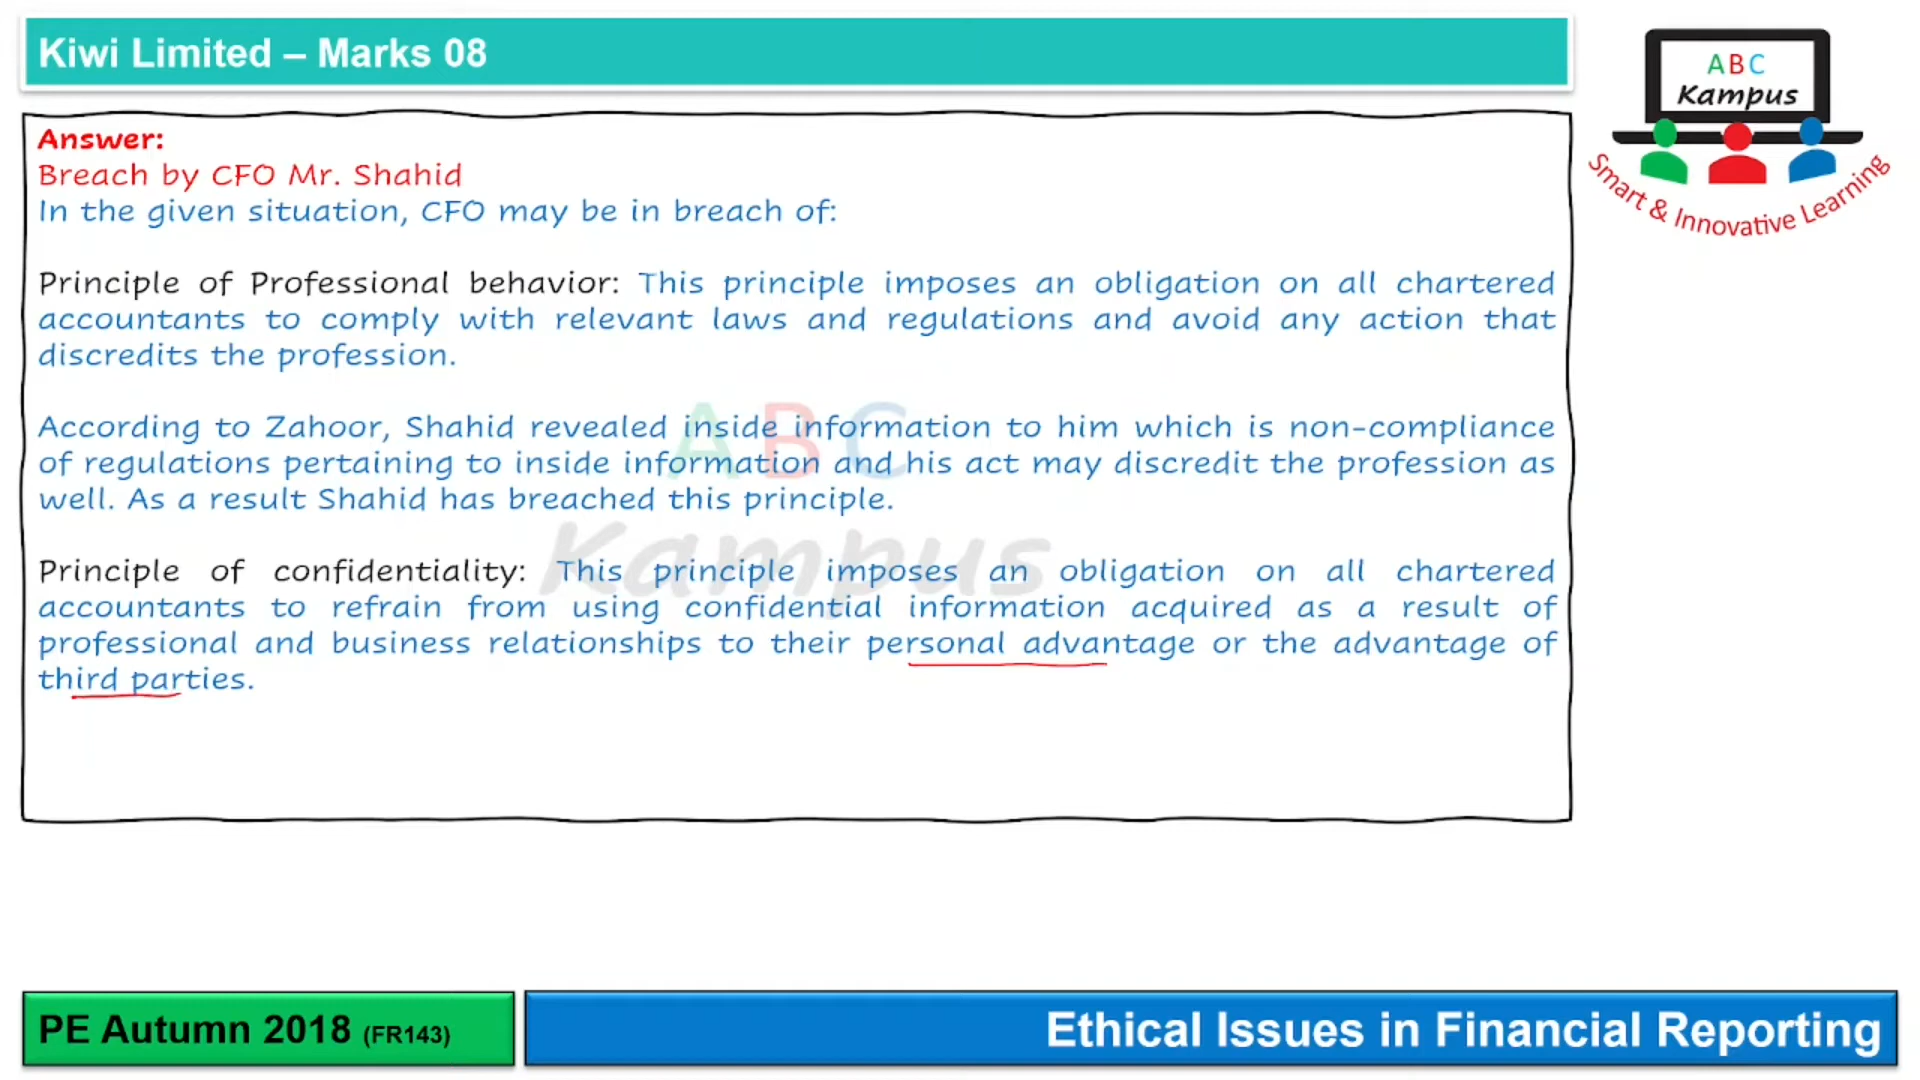 Kiwi Limited – Marks 08
ABC
Kampus
Smart & Innovative Learning
Answer:
Breach by CFO Mr. Shahid
In the given situation, CFO may be in breach of:
Principle of Professional behavior: This principle imposes an obligation on all chartered
accountants to comply with relevant laws and regulations and avoid any action that
discredits the profession.
According to Zahoor, Shahid revealed inside information to him which is non-compliance
of regulations pertaining to inside information and his act may discredit the profession as
well. As a result Shahid has breached this principle.
Principle of confidentiality: This principle imposes an obligation on all chartered
accountants to refrain from using confidential information acquired as a result of
professional and business relationships to their personal advantage or the advantage of
third parties.
ABC
Kampus
PE Autumn 2018 (FR143)
Ethical Issues in Financial Reporting